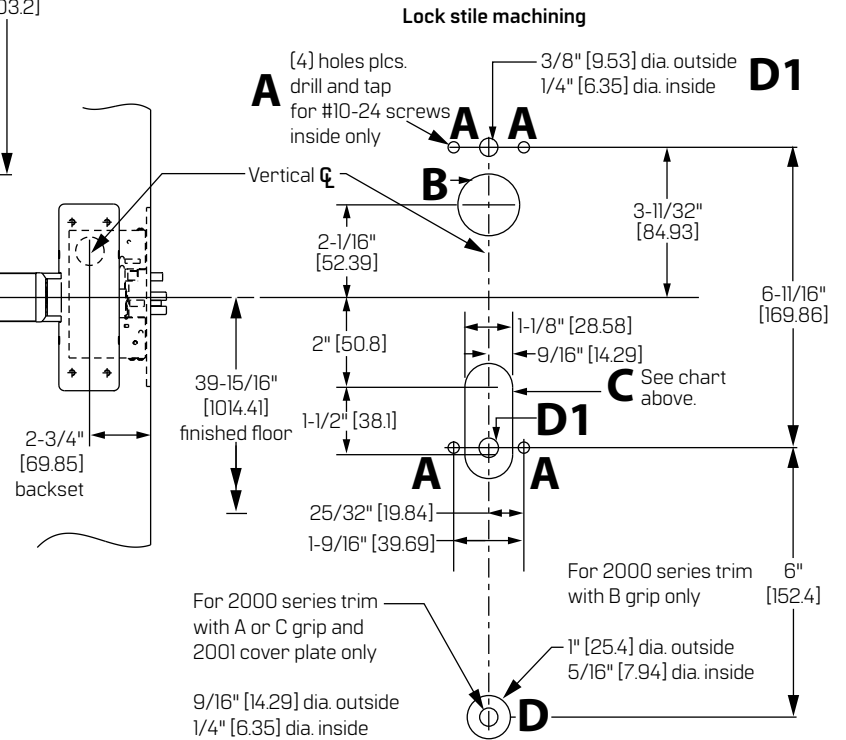 Lock stile machining
03.2]
(4) holes plcs.
drill and tap
for #10-24 screws
inside only
A
3/8" [9.53] dia. outside
1/4" [6.35] dia. inside
D1
A A
Vertical ℄
B
2-1/16"
[52.39]
3-11/32"
[84.93]
6-11/16"
[169.86]
1-1/8" [28.58]
2" [50.8]
9/16" [14.29]
39-15/16"
[1014.41]
finished floor
C
See chart
above.
1-1/2" [38.1]
D1
2-3/4"
[69.85]
backset
A A
25/32" [19.84]
1-9/16" [39.69]
For 2000 series trim
with B grip only
6"
[152.4]
For 2000 series trim
with A or C grip and
2001 cover plate only
1" [25.4] dia. outside
5/16" [7.94] dia. inside
9/16" [14.29] dia. outside
1/4" [6.35] dia. inside
D